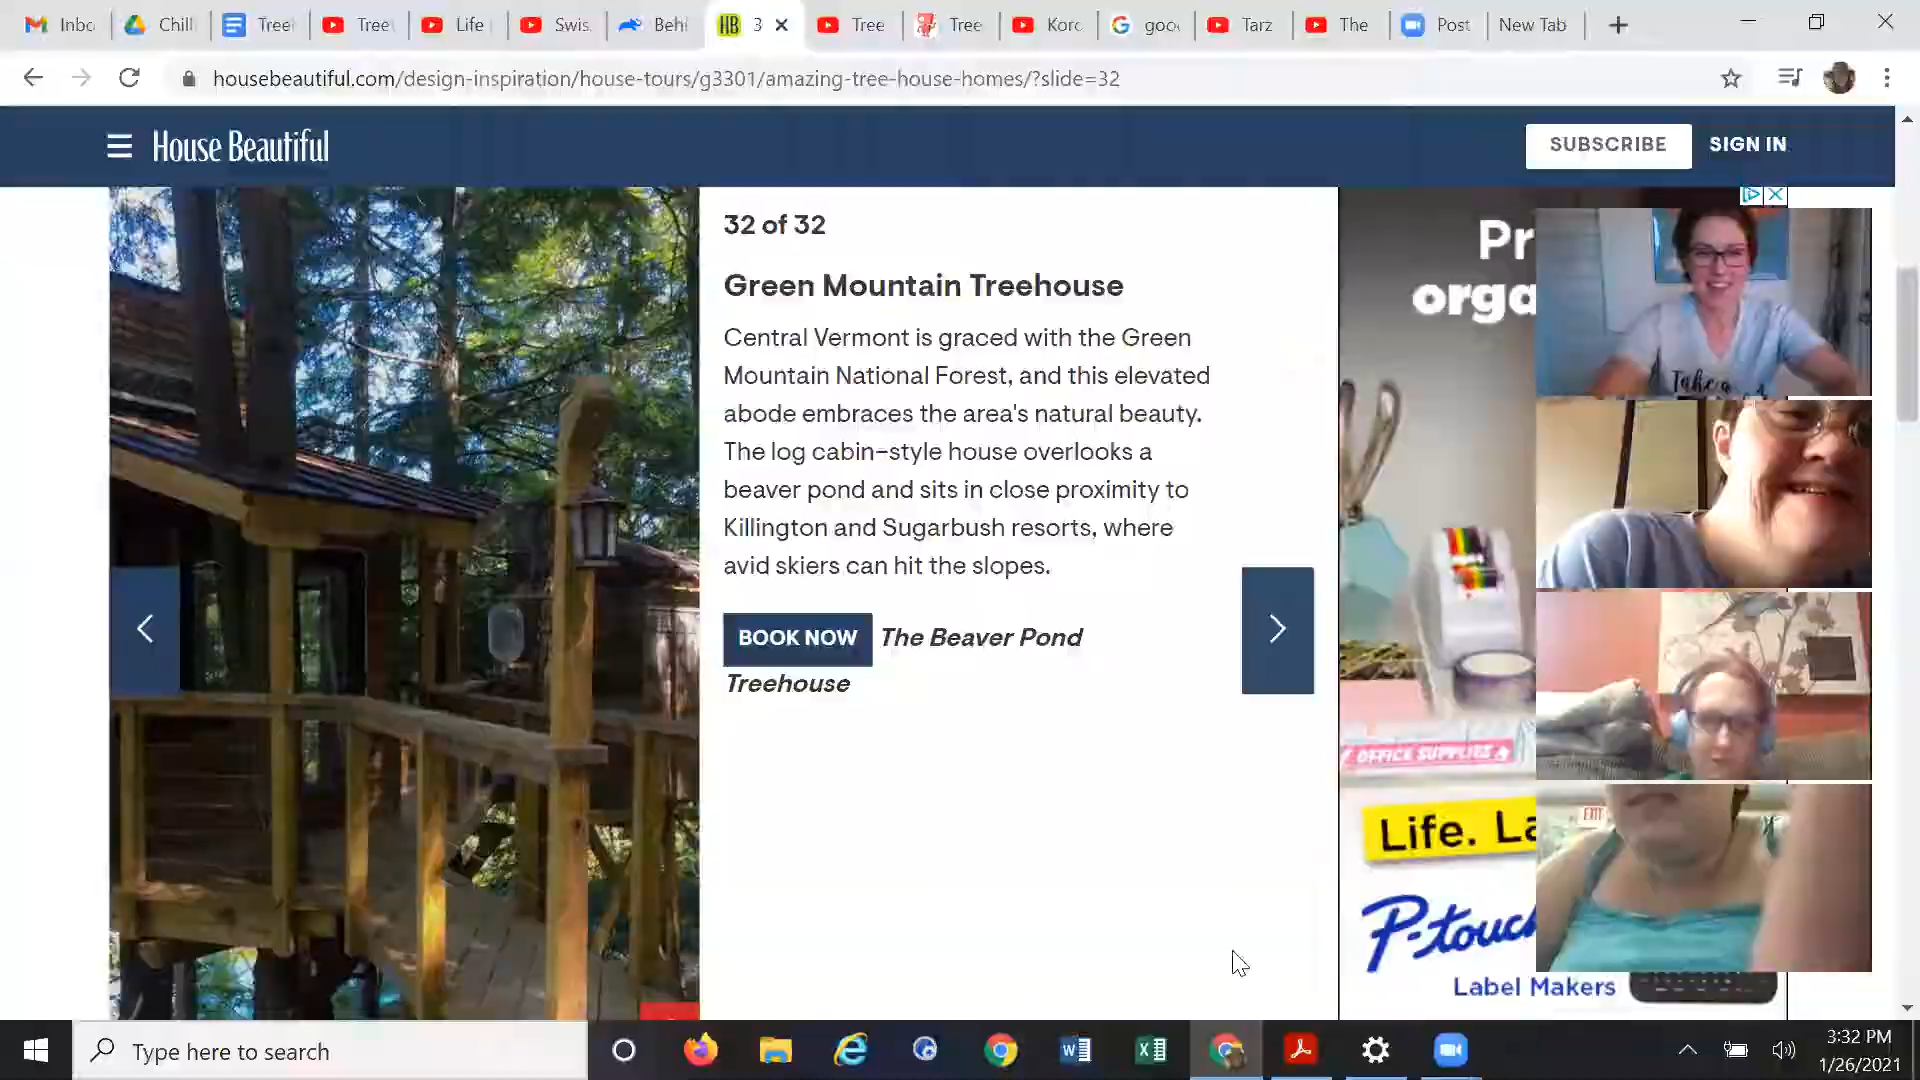 Inbo
Chill
Tree
Tree
Life
Swis
Behi
HB
3
Tree
Tree
Korc
goo
Tarz
The
Post
New Tab
housebeautiful.com/design-inspiration/house-tours/g3301/amazing-tree-house-homes/?slide=32
House Beautiful
SUBSCRIBE
SIGN IN
32 of 32
Green Mountain Treehouse
Central Vermont is graced with the Green
Mountain National Forest, and this elevated
abode embraces the area's natural beauty.
The log cabin-style house overlooks a
beaver pond and sits in close proximity to
Killington and Sugarbush resorts, where
avid skiers can hit the slopes.
BOOK NOW The Beaver Pond
Treehouse
Pr
orga
OFFICE SUPPLIES
Life. La
P-touch
Label Makers
Take a
EXIT
Type here to search
3:32 PM
1/26/2021